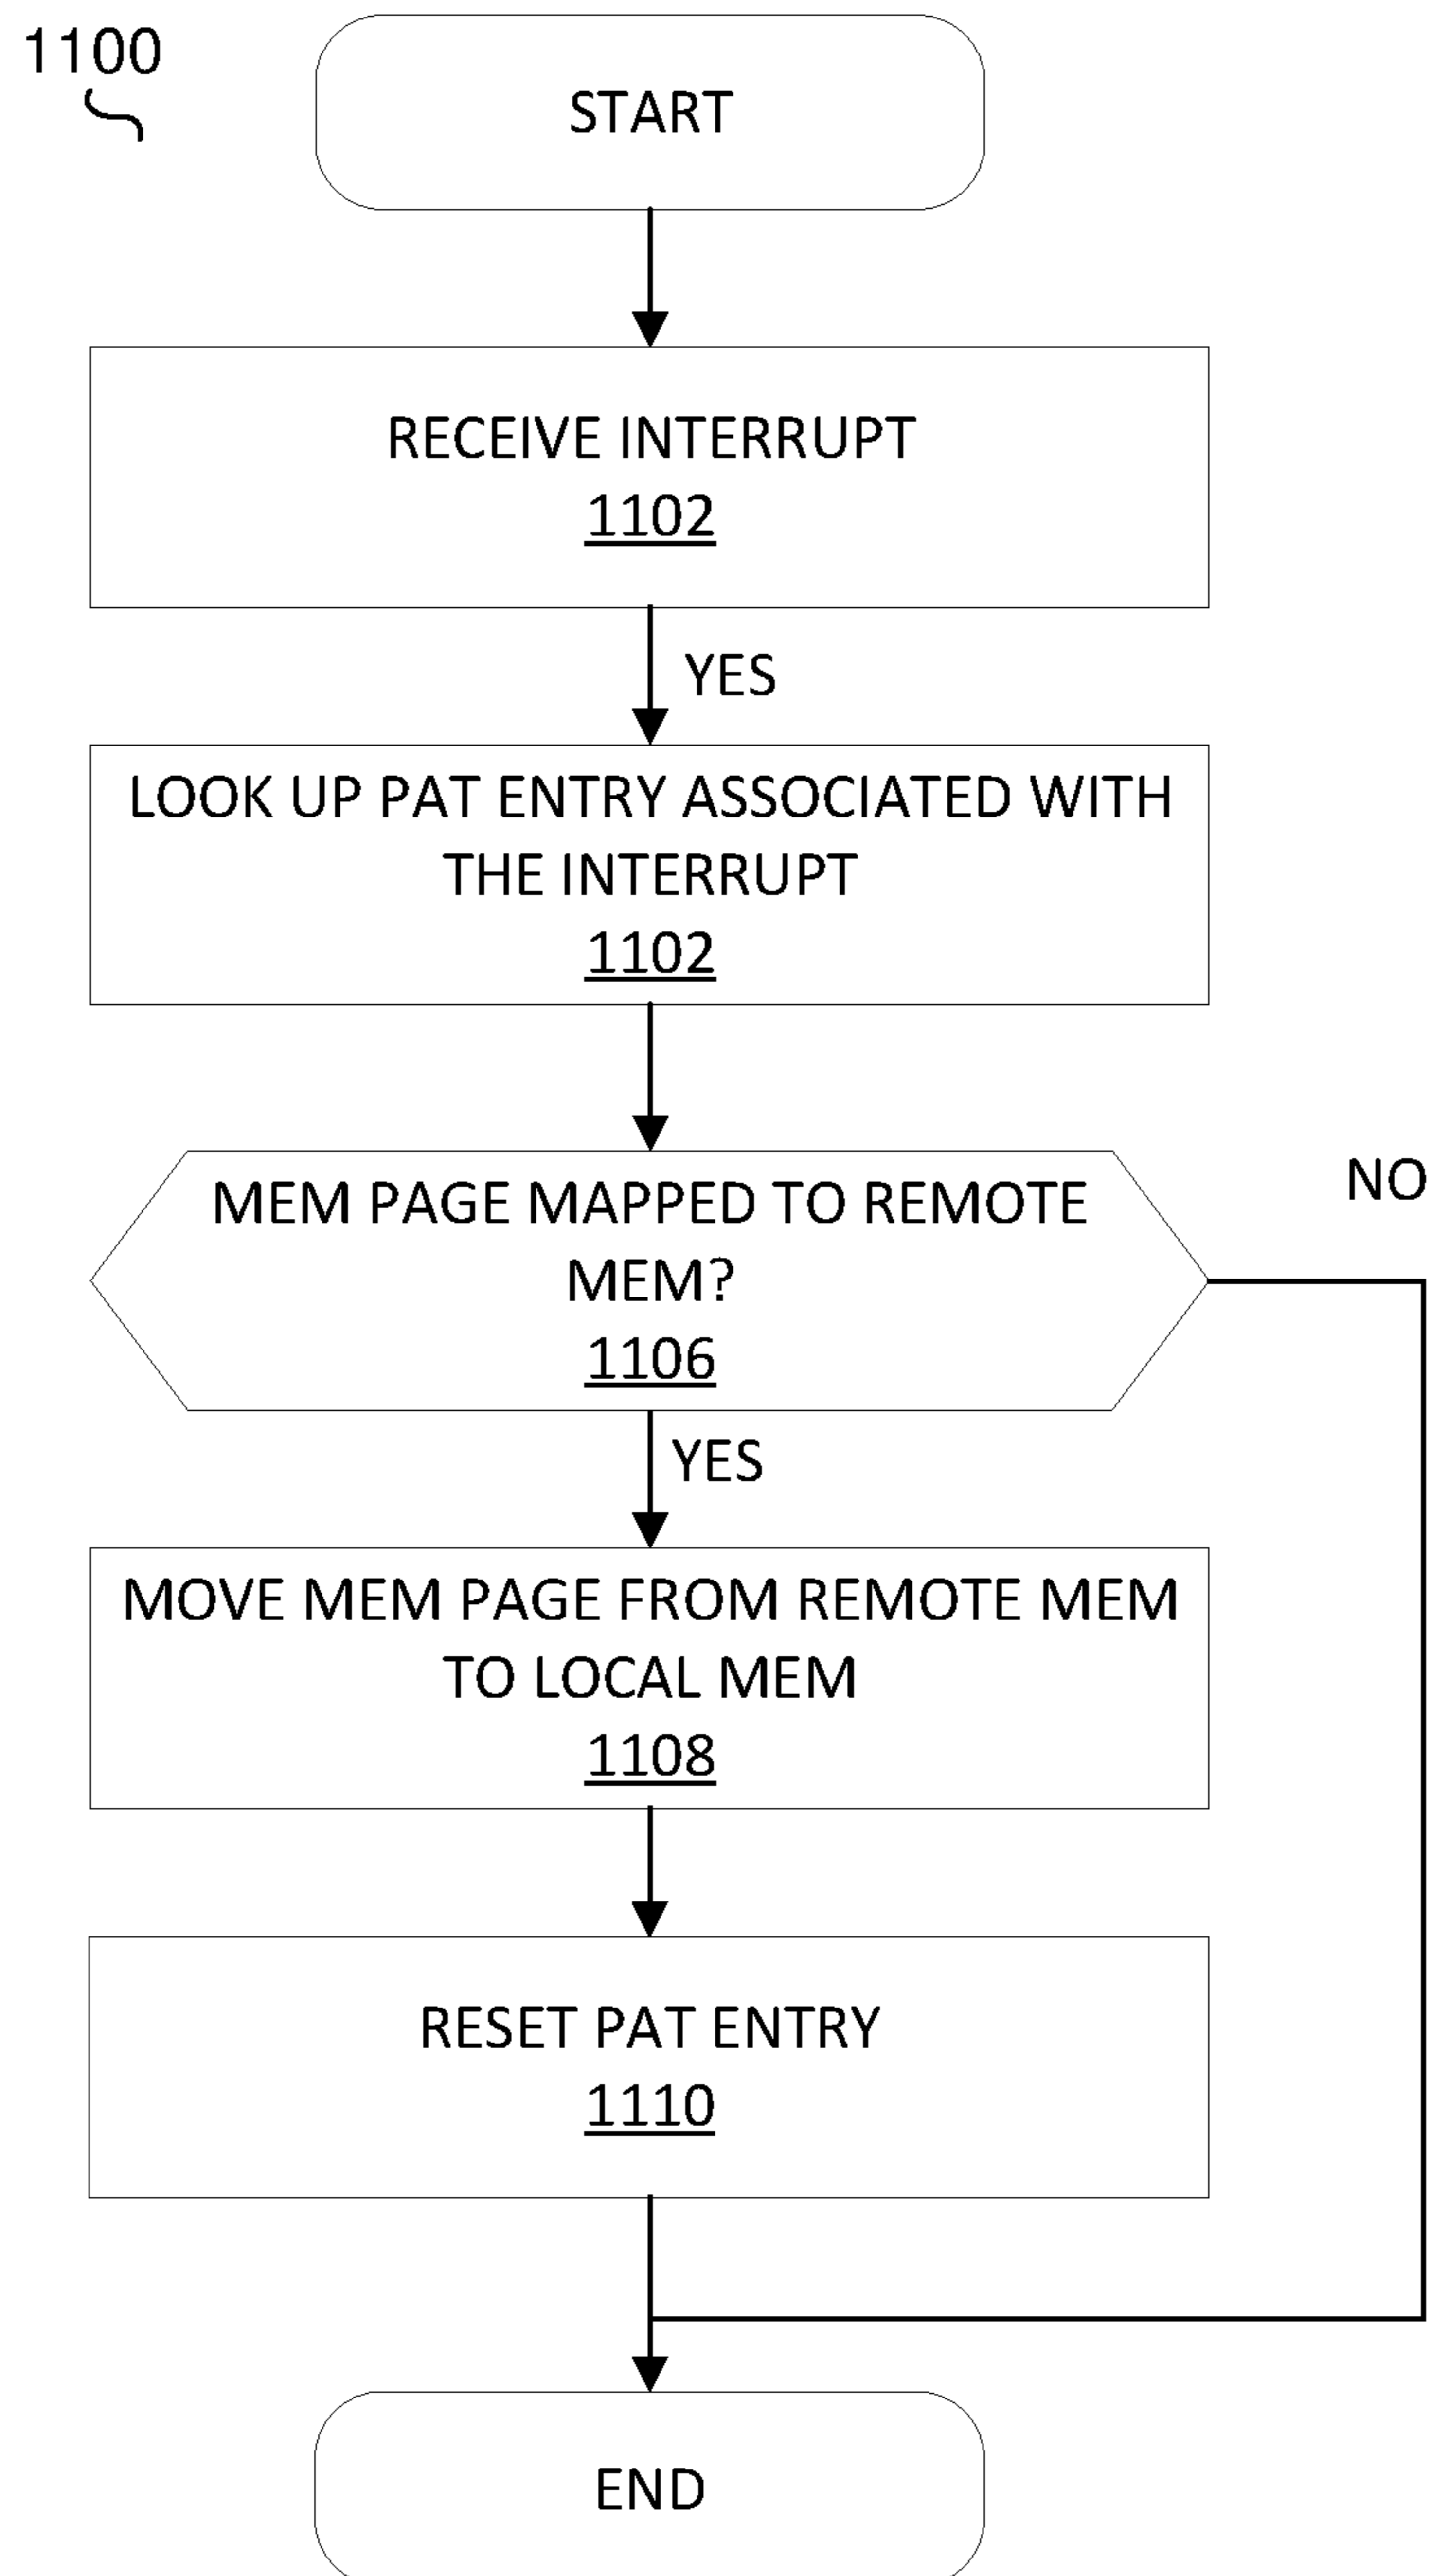 1100
START
RECEIVE INTERRUPT
1102
YES
LOOK UP PAT ENTRY ASSOCIATED WITH
THE INTERRUPT
1102
MEM PAGE MAPPED TO REMOTE
MEM?
1106
NO
YES
MOVE MEM PAGE FROM REMOTE MEM
TO LOCAL MEM
1108
RESET PAT ENTRY
1110
END